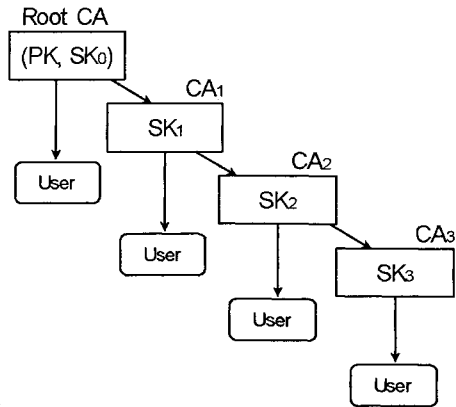 Root CA
(PK, SK₀)
CA₁
SK₁
User
CA₂
SK₂
User
CA₃
SK₃
User
User